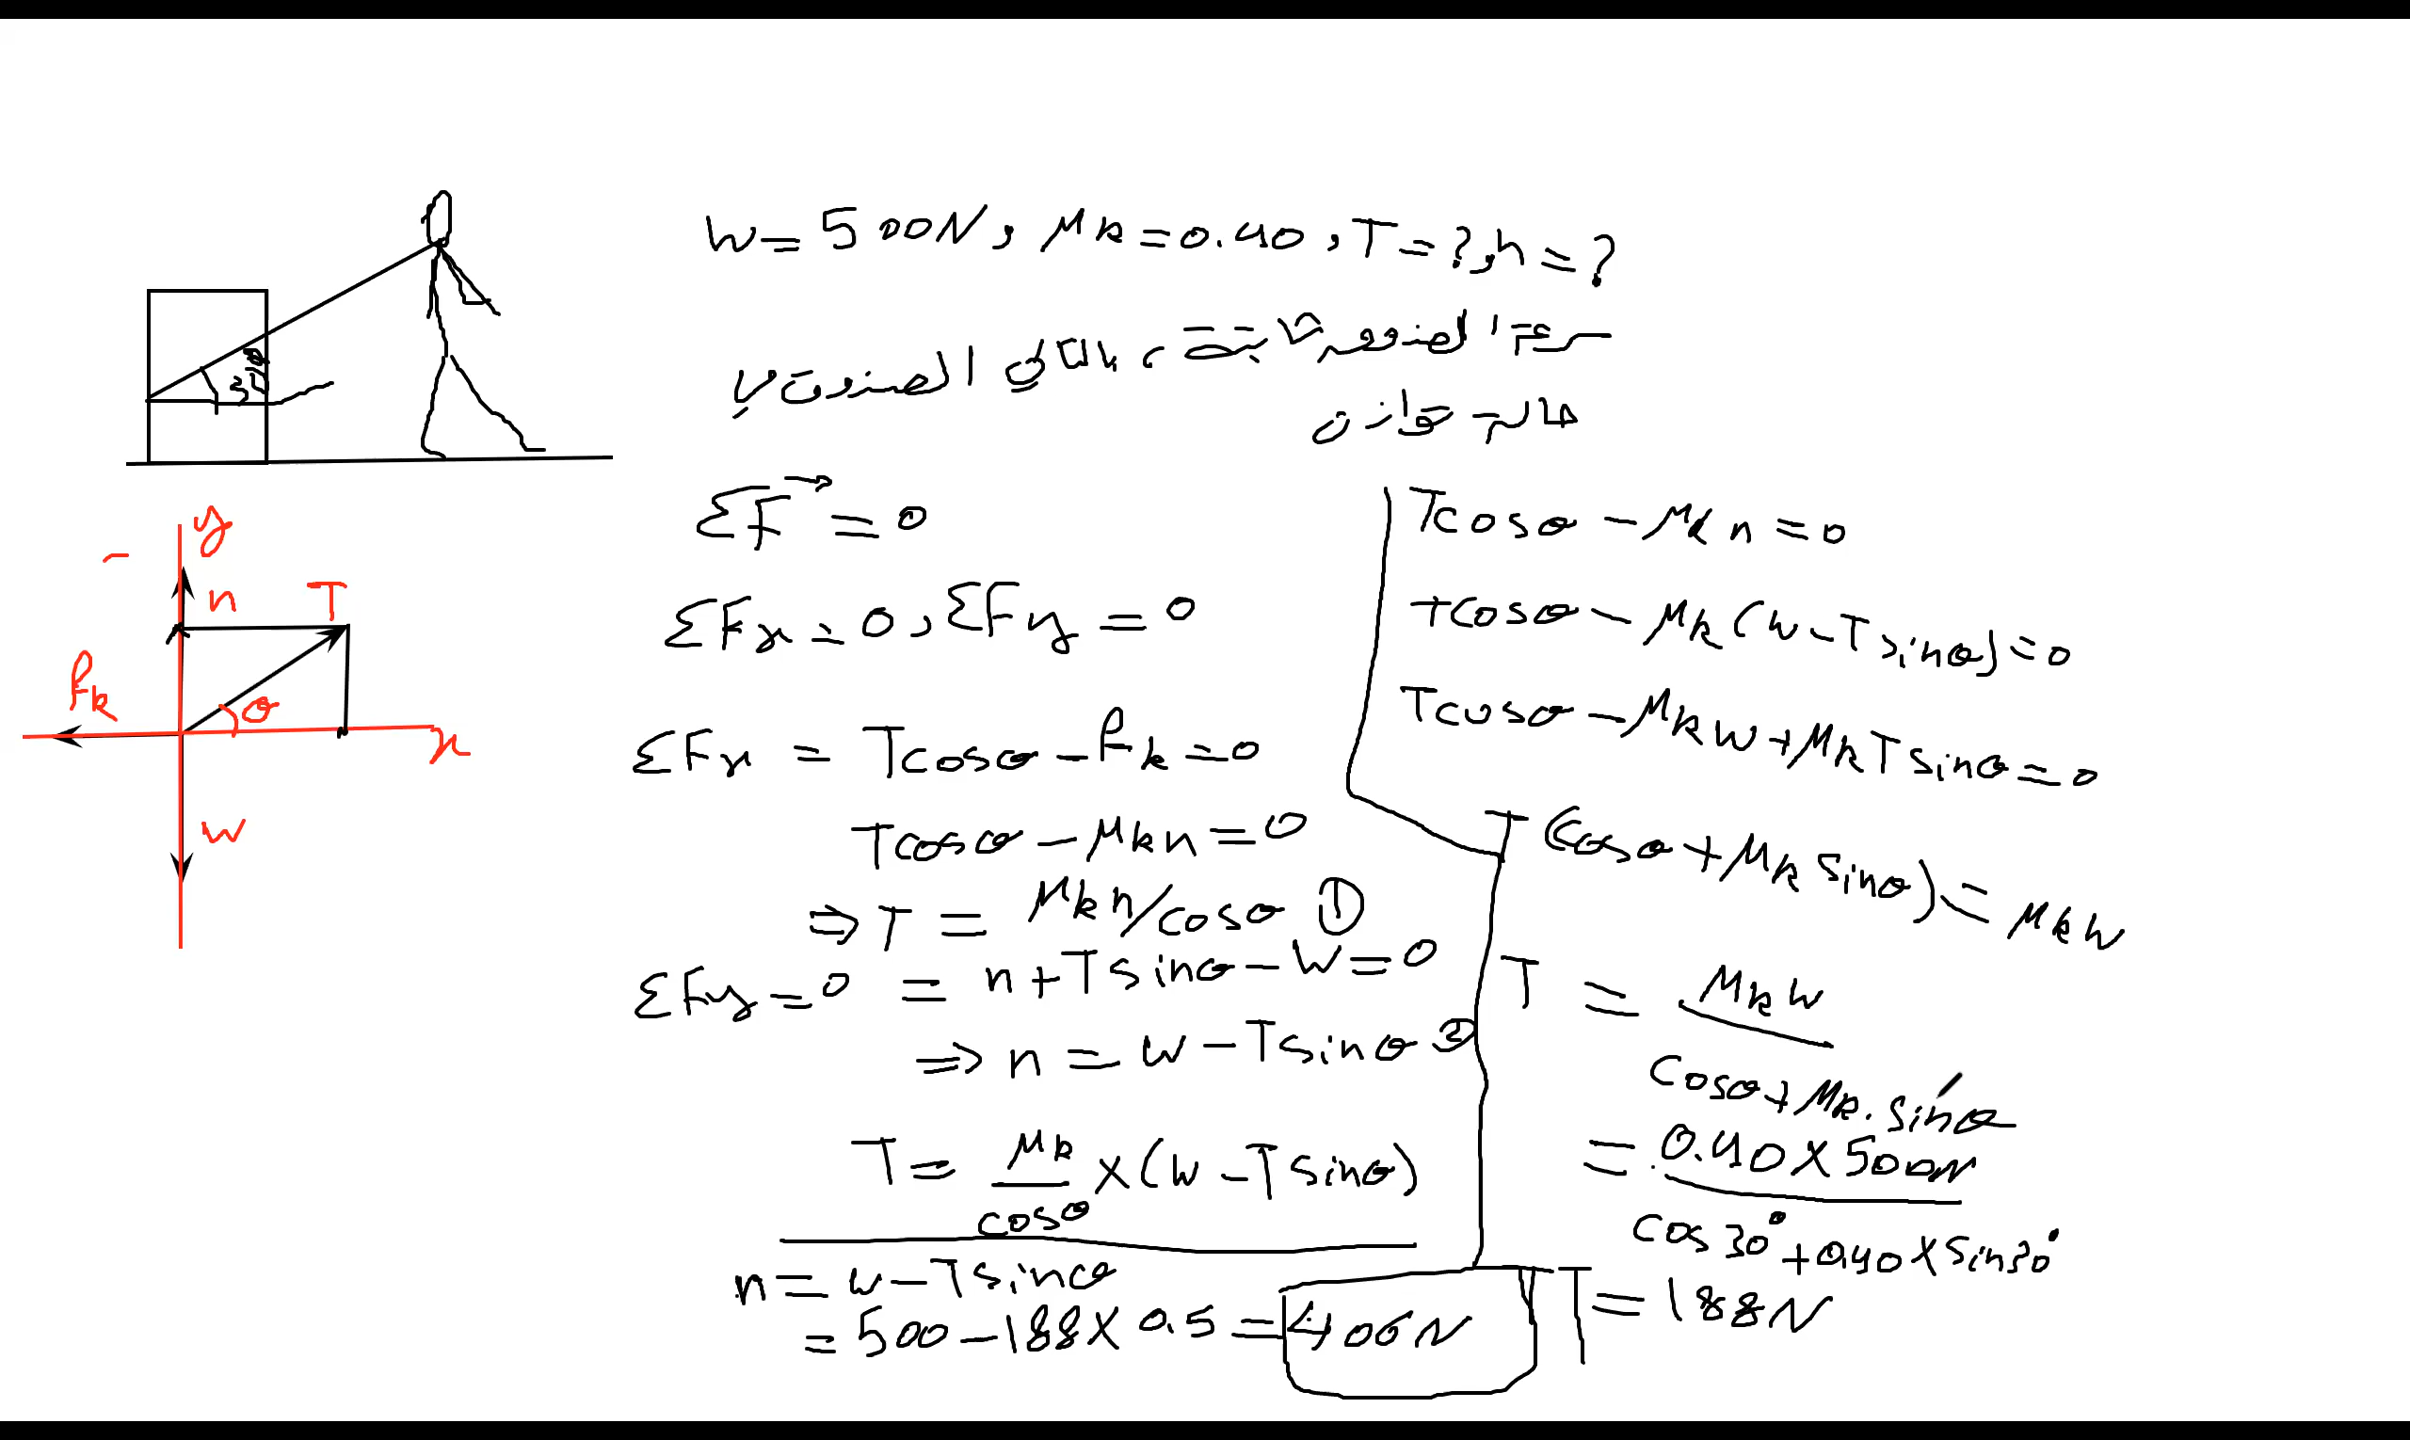 W = 500N, μk = 0.40, T = ?, n = ?
سرعة الصندوق ثابتة، بالتالي الصندوق في
حالة توازن
30°
y
n
T
fk
θ
x
w
ΣF⃗ = 0
ΣFx = 0, ΣFy = 0
ΣFx = Tcosθ - fk = 0
Tcosθ - μkn = 0
⇒ T = μkn/cosθ ①
ΣFy = 0 = n + Tsinθ - W = 0
⇒ n = w - Tsinθ ②
T = μk/cosθ × (w - Tsinθ)
n = w - Tsinθ
= 500 - 188 × 0.5 = 406N
Tcosθ - μk n = 0
Tcosθ - μk(w - Tsinθ) = 0
Tcosθ - μkw + μkTsinθ = 0
T(cosθ + μk sinθ) = μkw
T = μkw / cosθ + μk . sinθ
= 0.40 × 500N / cos30° + 0.40 × sin30°
T = 188N